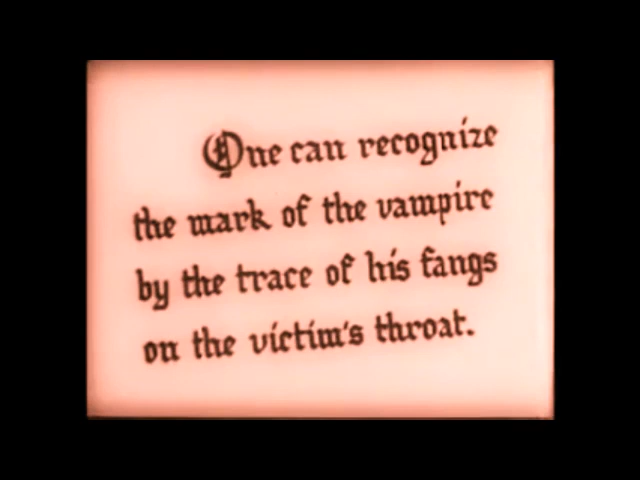 One can recognize
the mark of the vampire
by the trace of his fangs
on the victim's throat.